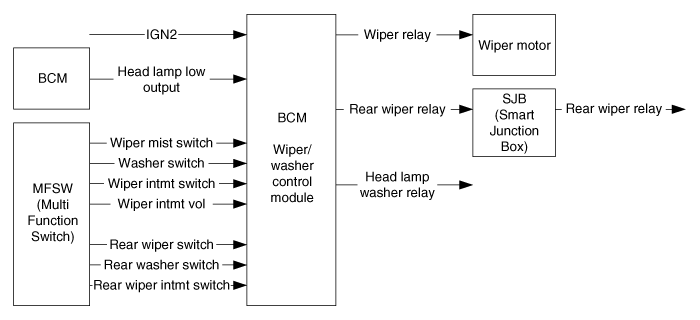 IGN2
BCM
Head lamp low
output
MFSW
(Multi
Function
Switch)
Wiper mist switch
Washer switch
Wiper intmt switch
Wiper intmt vol
Rear wiper switch
Rear washer switch
Rear wiper intmt switch
BCM
Wiper/
washer
control
module
Wiper relay
Wiper motor
Rear wiper relay
SJB
(Smart
Junction
Box)
Rear wiper relay
Head lamp
washer relay